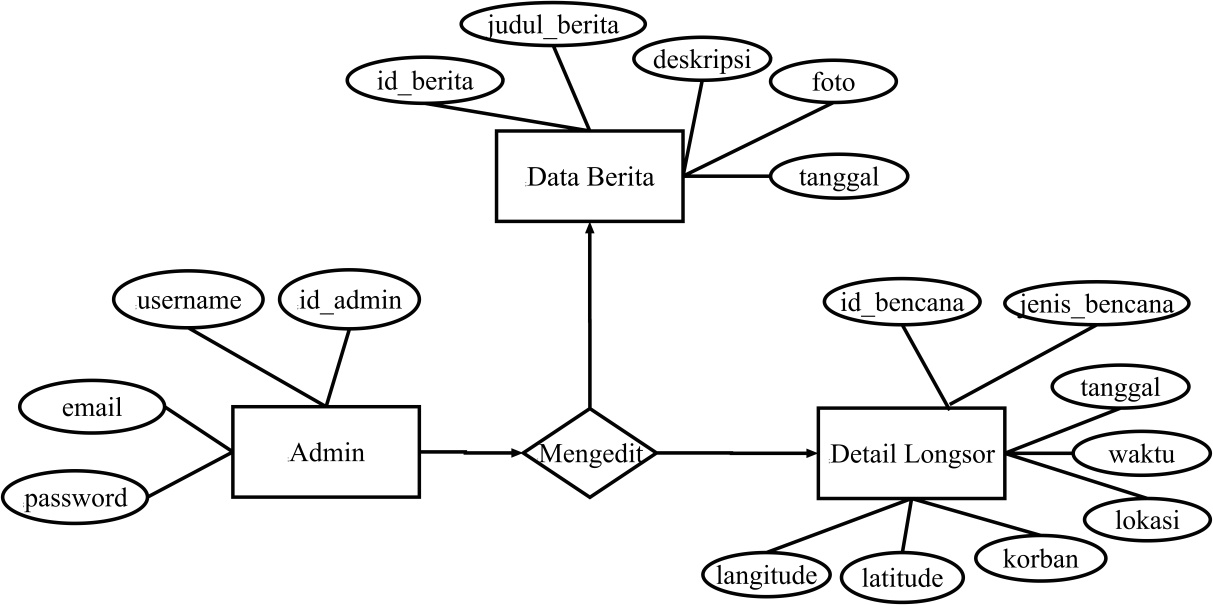 judul_berita
deskripsi
id_berita
foto
Data Berita
tanggal
username
id_admin
id_bencana
jenis_bencana
email
tanggal
Admin
Mengedit
Detail Longsor
waktu
password
lokasi
korban
langitude
latitude